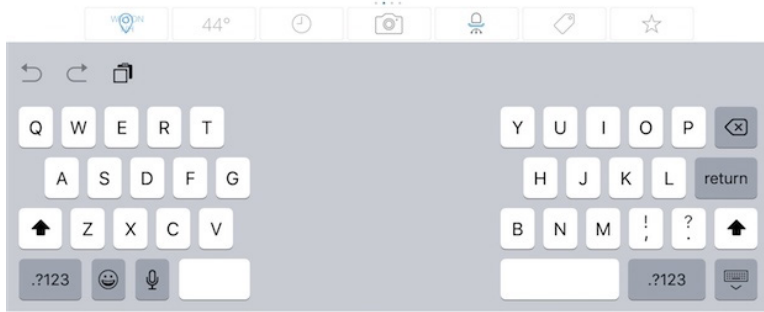 44°
Q W E R T Y U I O P
A S D F G H J K L return
Z X C V B N M ! , ? .
.?123 .?123